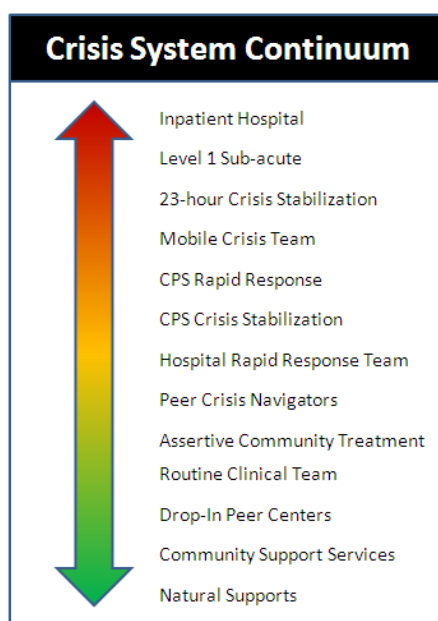 Crisis System Continuum
Inpatient Hospital
Level 1 Sub-acute
23-hour Crisis Stabilization
Mobile Crisis Team
CPS Rapid Response
CPS Crisis Stabilization
Hospital Rapid Response Team
Peer Crisis Navigators
Assertive Community Treatment
Routine Clinical Team
Drop-In Peer Centers
Community Support Services
Natural Supports